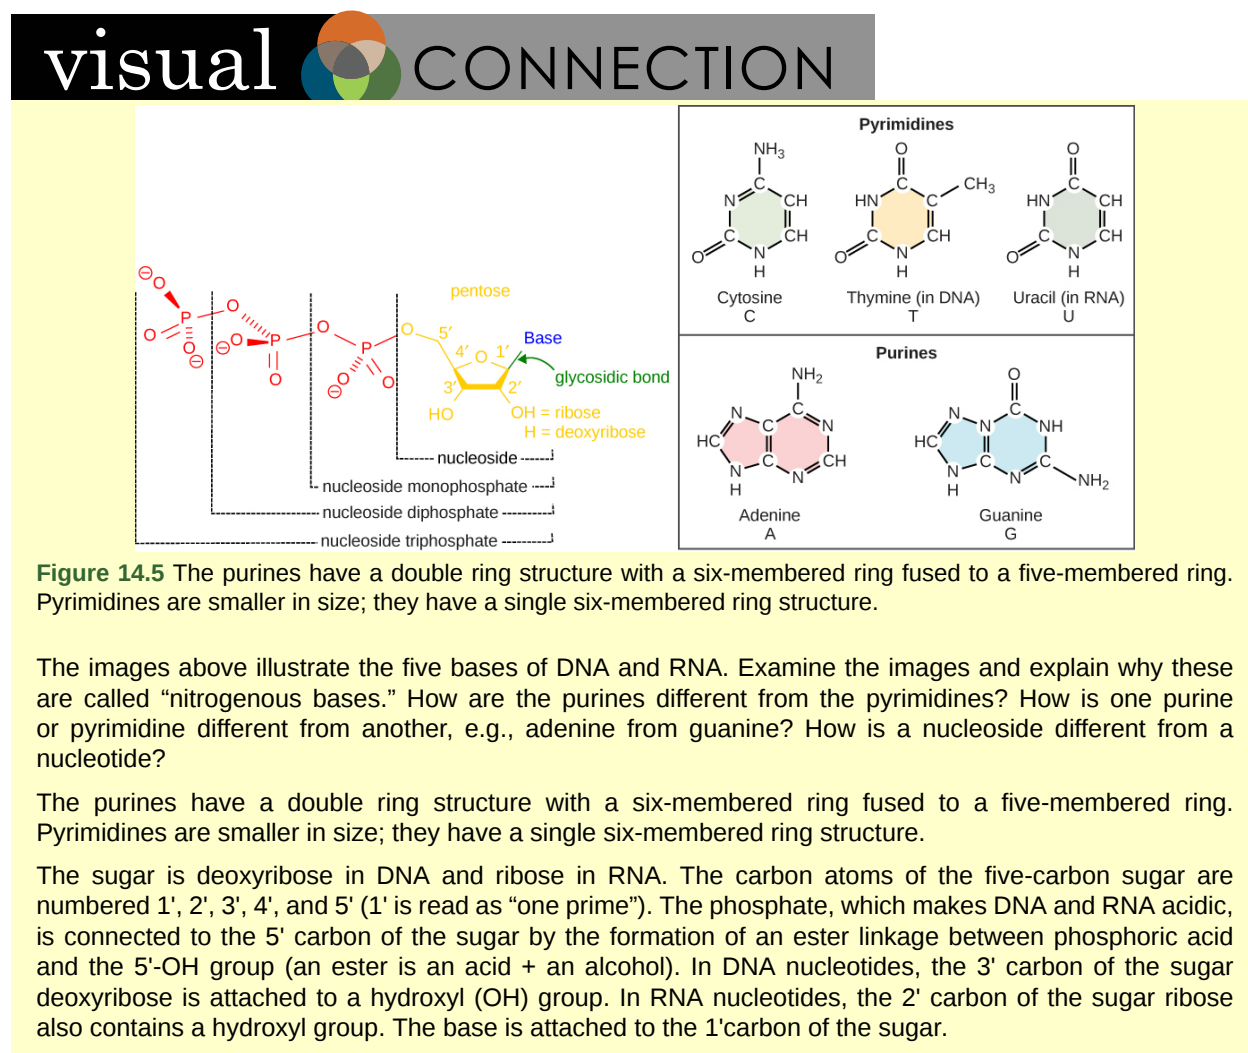 visual CONNECTION
Pyrimidines
NH3
C
N
CH
C
CH
O
N
H
Cytosine
C
O
C
CH3
HN
C
C
CH
O
N
H
Thymine (in DNA)
T
O
C
HN
CH
C
CH
O
N
H
Uracil (in RNA)
U
Purines
NH2
C
N
C
N
HC
C
CH
N
N
H
Adenine
A
O
C
N
N
NH
HC
C
C
N
N
NH2
H
Guanine
G
⊖
O
P
O
O
⊖
O
⊖
O
P
O
O
P
O
⊖
O
O
pentose
5′
4′
O
1′
3′
2′
Base
glycosidic bond
HO
OH = ribose
H = deoxyribose
nucleoside
nucleoside monophosphate
nucleoside diphosphate
nucleoside triphosphate
Figure 14.5 The purines have a double ring structure with a six-membered ring fused to a five-membered ring.
Pyrimidines are smaller in size; they have a single six-membered ring structure.
The images above illustrate the five bases of DNA and RNA. Examine the images and explain why these
are called “nitrogenous bases.” How are the purines different from the pyrimidines? How is one purine
or pyrimidine different from another, e.g., adenine from guanine? How is a nucleoside different from a
nucleotide?
The purines have a double ring structure with a six-membered ring fused to a five-membered ring.
Pyrimidines are smaller in size; they have a single six-membered ring structure.
The sugar is deoxyribose in DNA and ribose in RNA. The carbon atoms of the five-carbon sugar are
numbered 1', 2', 3', 4', and 5' (1' is read as “one prime”). The phosphate, which makes DNA and RNA acidic,
is connected to the 5' carbon of the sugar by the formation of an ester linkage between phosphoric acid
and the 5'-OH group (an ester is an acid + an alcohol). In DNA nucleotides, the 3' carbon of the sugar
deoxyribose is attached to a hydroxyl (OH) group. In RNA nucleotides, the 2' carbon of the sugar ribose
also contains a hydroxyl group. The base is attached to the 1'carbon of the sugar.